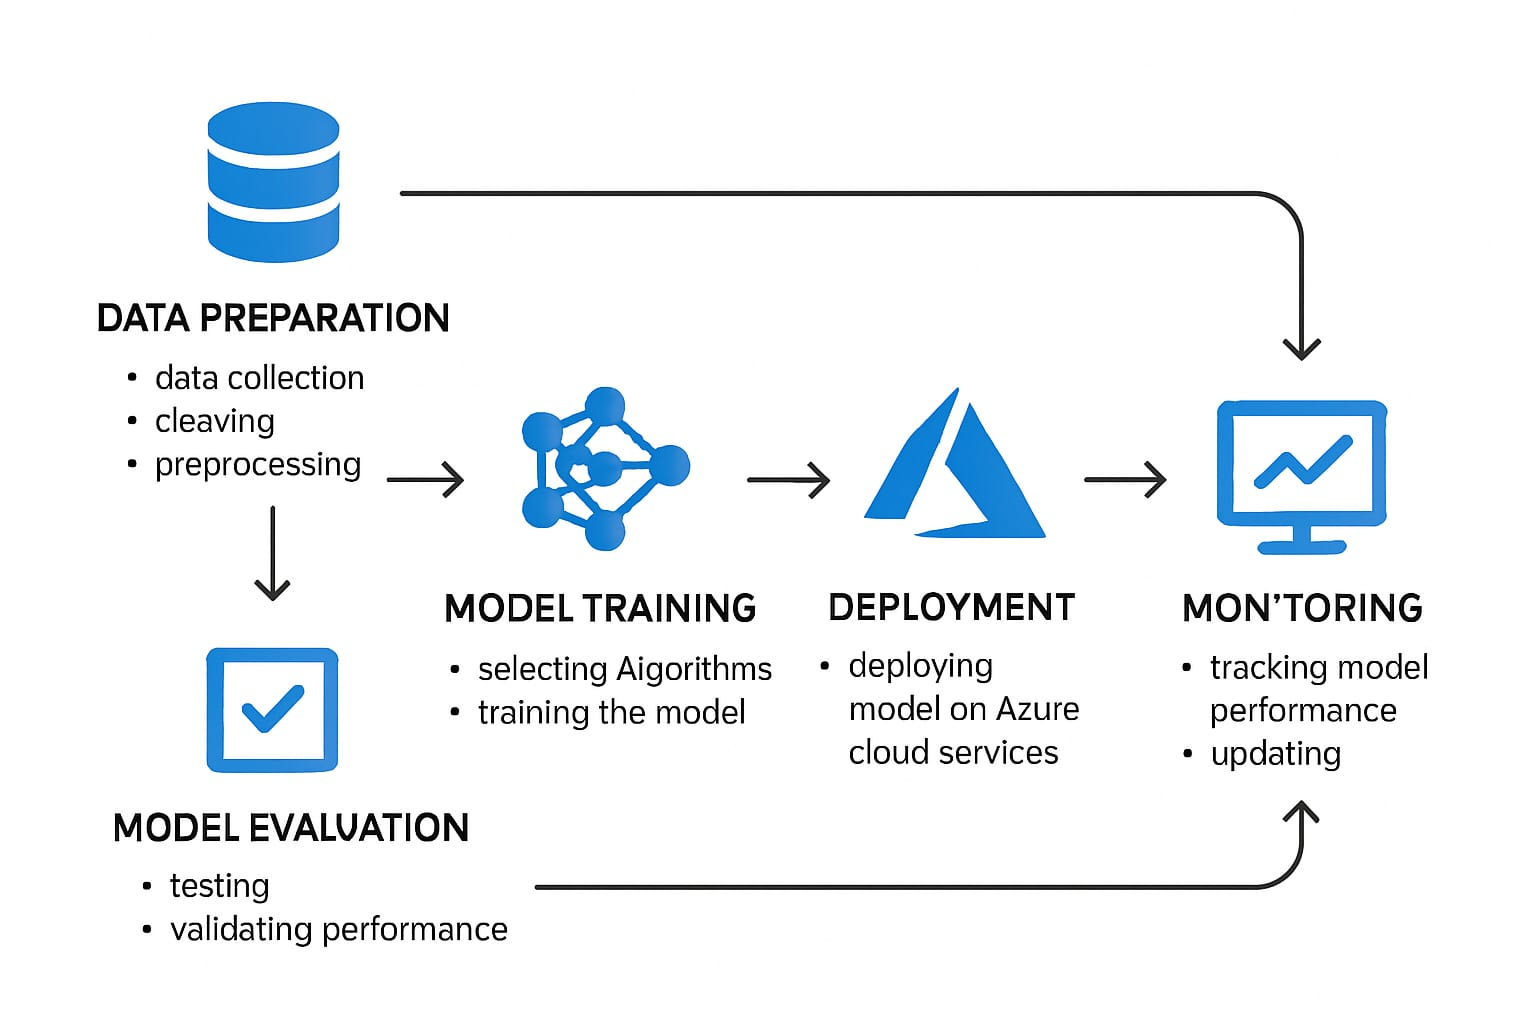 DATA PREPARATION
• data collection
• cleaving
• preprocessing
MODEL TRAINING
• selecting Aigorithms
• training the model
DEPLOYMENT
• deploying
model on Azure
cloud services
MON'TORING
• tracking model
performance
• updating
MODEL EVALUATION
• testing
• validating performance